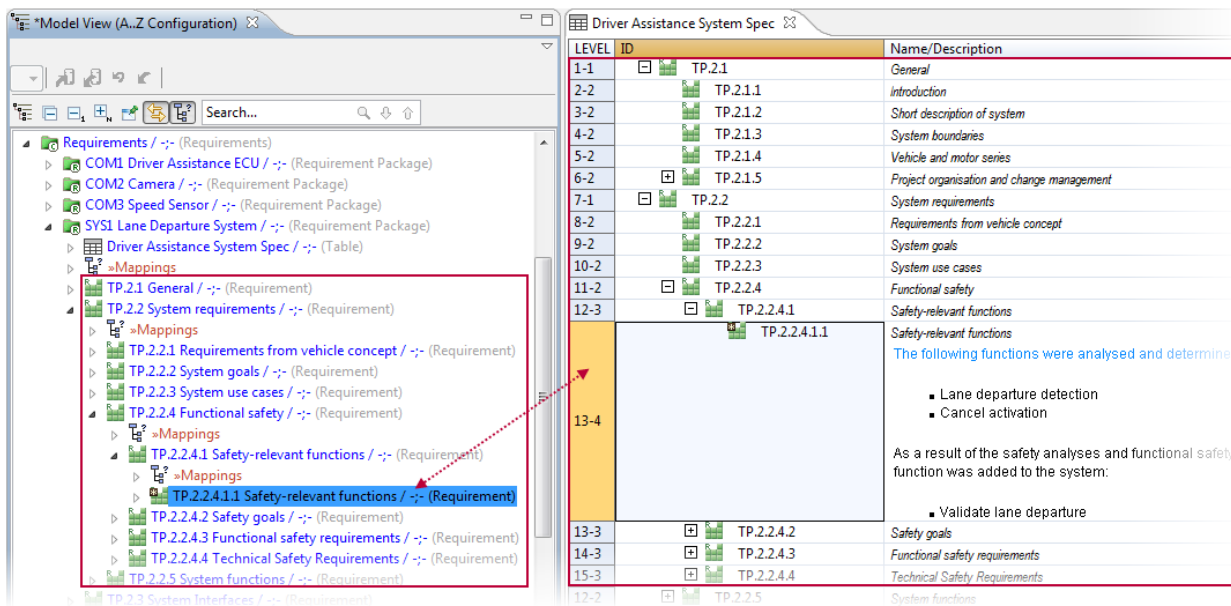 *Model View (A..Z Configuration)
Search...
Requirements / -;- (Requirements)
COM1 Driver Assistance ECU / -;- (Requirement Package)
COM2 Camera / -;- (Requirement Package)
COM3 Speed Sensor / -;- (Requirement Package)
SYS1 Lane Departure System / -;- (Requirement Package)
Driver Assistance System Spec / -;- (Table)
»Mappings
TP.2.1 General / -;- (Requirement)
TP.2.2 System requirements / -;- (Requirement)
»Mappings
TP.2.2.1 Requirements from vehicle concept / -;- (Requirement)
TP.2.2.2 System goals / -;- (Requirement)
TP.2.2.3 System use cases / -;- (Requirement)
TP.2.2.4 Functional safety / -;- (Requirement)
»Mappings
TP.2.2.4.1 Safety-relevant functions / -;- (Requirement)
»Mappings
TP.2.2.4.1.1 Safety-relevant functions / -;- (Requirement)
TP.2.2.4.2 Safety goals / -;- (Requirement)
TP.2.2.4.3 Functional safety requirements / -;- (Requirement)
TP.2.2.4.4 Technical Safety Requirements / -;- (Requirement)
TP.2.2.5 System functions / -;- (Requirement)
TP.2.3 System Interfaces / -;- (Requirement)
Driver Assistance System Spec
LEVEL ID Name/Description
1-1 TP.2.1 General
2-2 TP.2.1.1 Introduction
3-2 TP.2.1.2 Short description of system
4-2 TP.2.1.3 System boundaries
5-2 TP.2.1.4 Vehicle and motor series
6-2 TP.2.1.5 Project organisation and change management
7-1 TP.2.2 System requirements
8-2 TP.2.2.1 Requirements from vehicle concept
9-2 TP.2.2.2 System goals
10-2 TP.2.2.3 System use cases
11-2 TP.2.2.4 Functional safety
12-3 TP.2.2.4.1 Safety-relevant functions
13-4 TP.2.2.4.1.1 Safety-relevant functions
The following functions were analysed and determine
Lane departure detection
Cancel activation
As a result of the safety analyses and functional safety
function was added to the system:
Validate lane departure
13-3 TP.2.2.4.2 Safety goals
14-3 TP.2.2.4.3 Functional safety requirements
15-3 TP.2.2.4.4 Technical Safety Requirements
12-2 TP.2.2.5 System functions